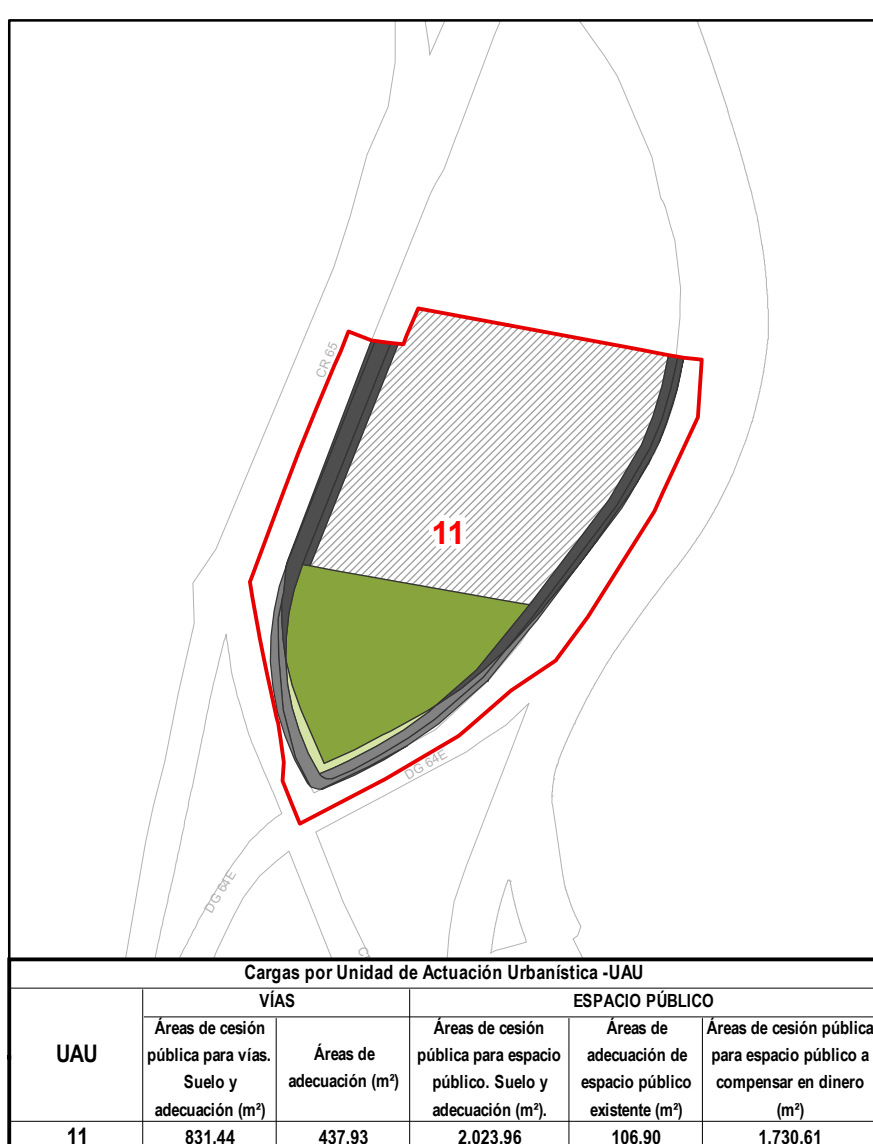 CR 65
11
DG 64E
DG 64E
Cargas por Unidad de Actuación Urbanística -UAU
VÍAS
ESPACIO PÚBLICO
UAU
Áreas de cesión
pública para vías.
Suelo y
adecuación (m²)
Áreas de
adecuación (m²)
Áreas de cesión
pública para espacio
público. Suelo y
adecuación (m²).
Áreas de
adecuación de
espacio público
existente (m²)
Áreas de cesión pública
para espacio público a
compensar en dinero
(m²)
11
831.44
437.93
2.023.96
106.90
1.730.61